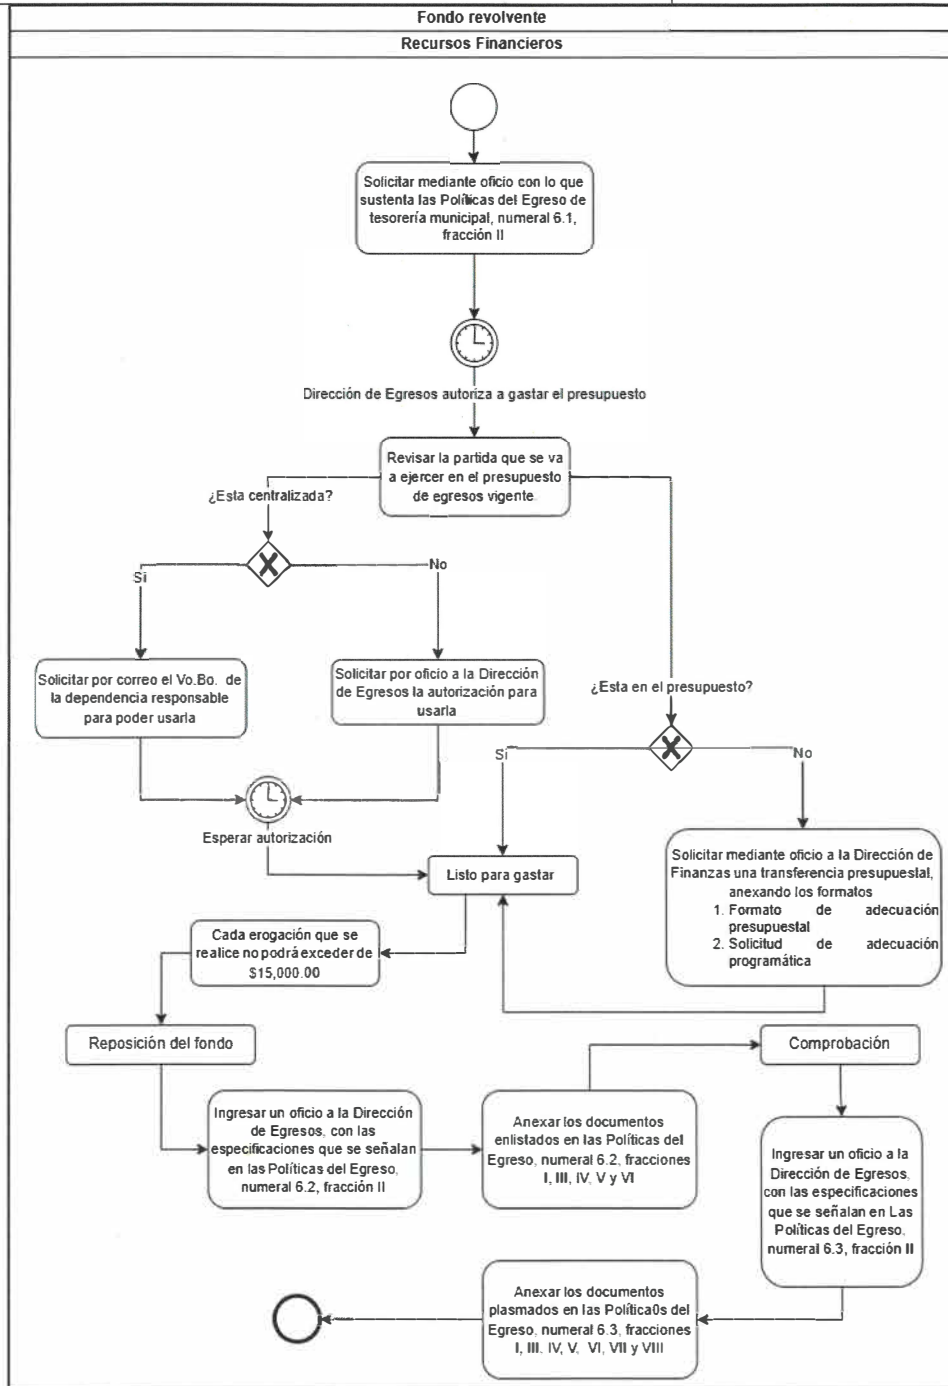 Fondo revolvente
Recursos Financieros
Solicitar mediante oficio con lo que
sustenta las Políticas del Egreso de
tesorería municipal, numeral 6.1,
fracción II
Dirección de Egresos autoriza a gastar el presupuesto
Revisar la partida que se va
a ejercer en el presupuesto
de egresos vigente
¿Esta centralizada?
Si
No
Solicitar por correo el Vo.Bo. de
la dependencia responsable
para poder usarla
Solicitar por oficio a la Dirección
de Egresos la autorización para
usarla
¿Esta en el presupuesto?
Si
No
Esperar autorización
Listo para gastar
Solicitar mediante oficio a la Dirección de
Finanzas una transferencia presupuestal,
anexando los formatos
1. Formato de adecuación
presupuestal
2. Solicitud de adecuación
programática
Cada erogación que se
realice no podrá exceder de
$15,000.00
Reposición del fondo
Comprobación
Ingresar un oficio a la Dirección
de Egresos, con las
especificaciones que se señalan
en las Políticas del Egreso,
numeral 6.2, fracción II
Anexar los documentos
enlistados en las Políticas del
Egreso, numeral 6.2, fracciones
I, III, IV, V y VI
Ingresar un oficio a la
Dirección de Egresos,
con las especificaciones
que se señalan en Las
Políticas del Egreso,
numeral 6.3, fracción II
Anexar los documentos
plasmados en las Política0s del
Egreso, numeral 6.3, fracciones
I, III. IV, V, VI, VII y VIII